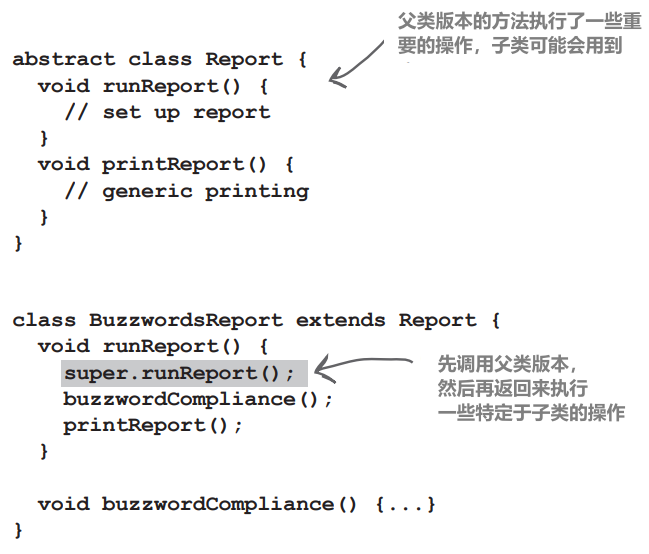 父类版本的方法执行了一些重
要的操作，子类可能会用到
abstract class Report {
void runReport() {
// set up report
}
void printReport() {
// generic printing
}
}
class BuzzwordsReport extends Report {
void runReport() {
super.runReport();
buzzwordCompliance();
printReport();
}
先调用父类版本，
然后再返回来执行
一些特定于子类的操作
void buzzwordCompliance() {...}
}